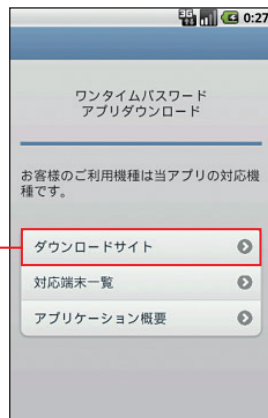 3G 0:27
ワンタイムパスワード
アプリダウンロード
お客様のご利用機種は当アプリの対応機
種です。
ダウンロードサイト
対応端末一覧
アプリケーション概要